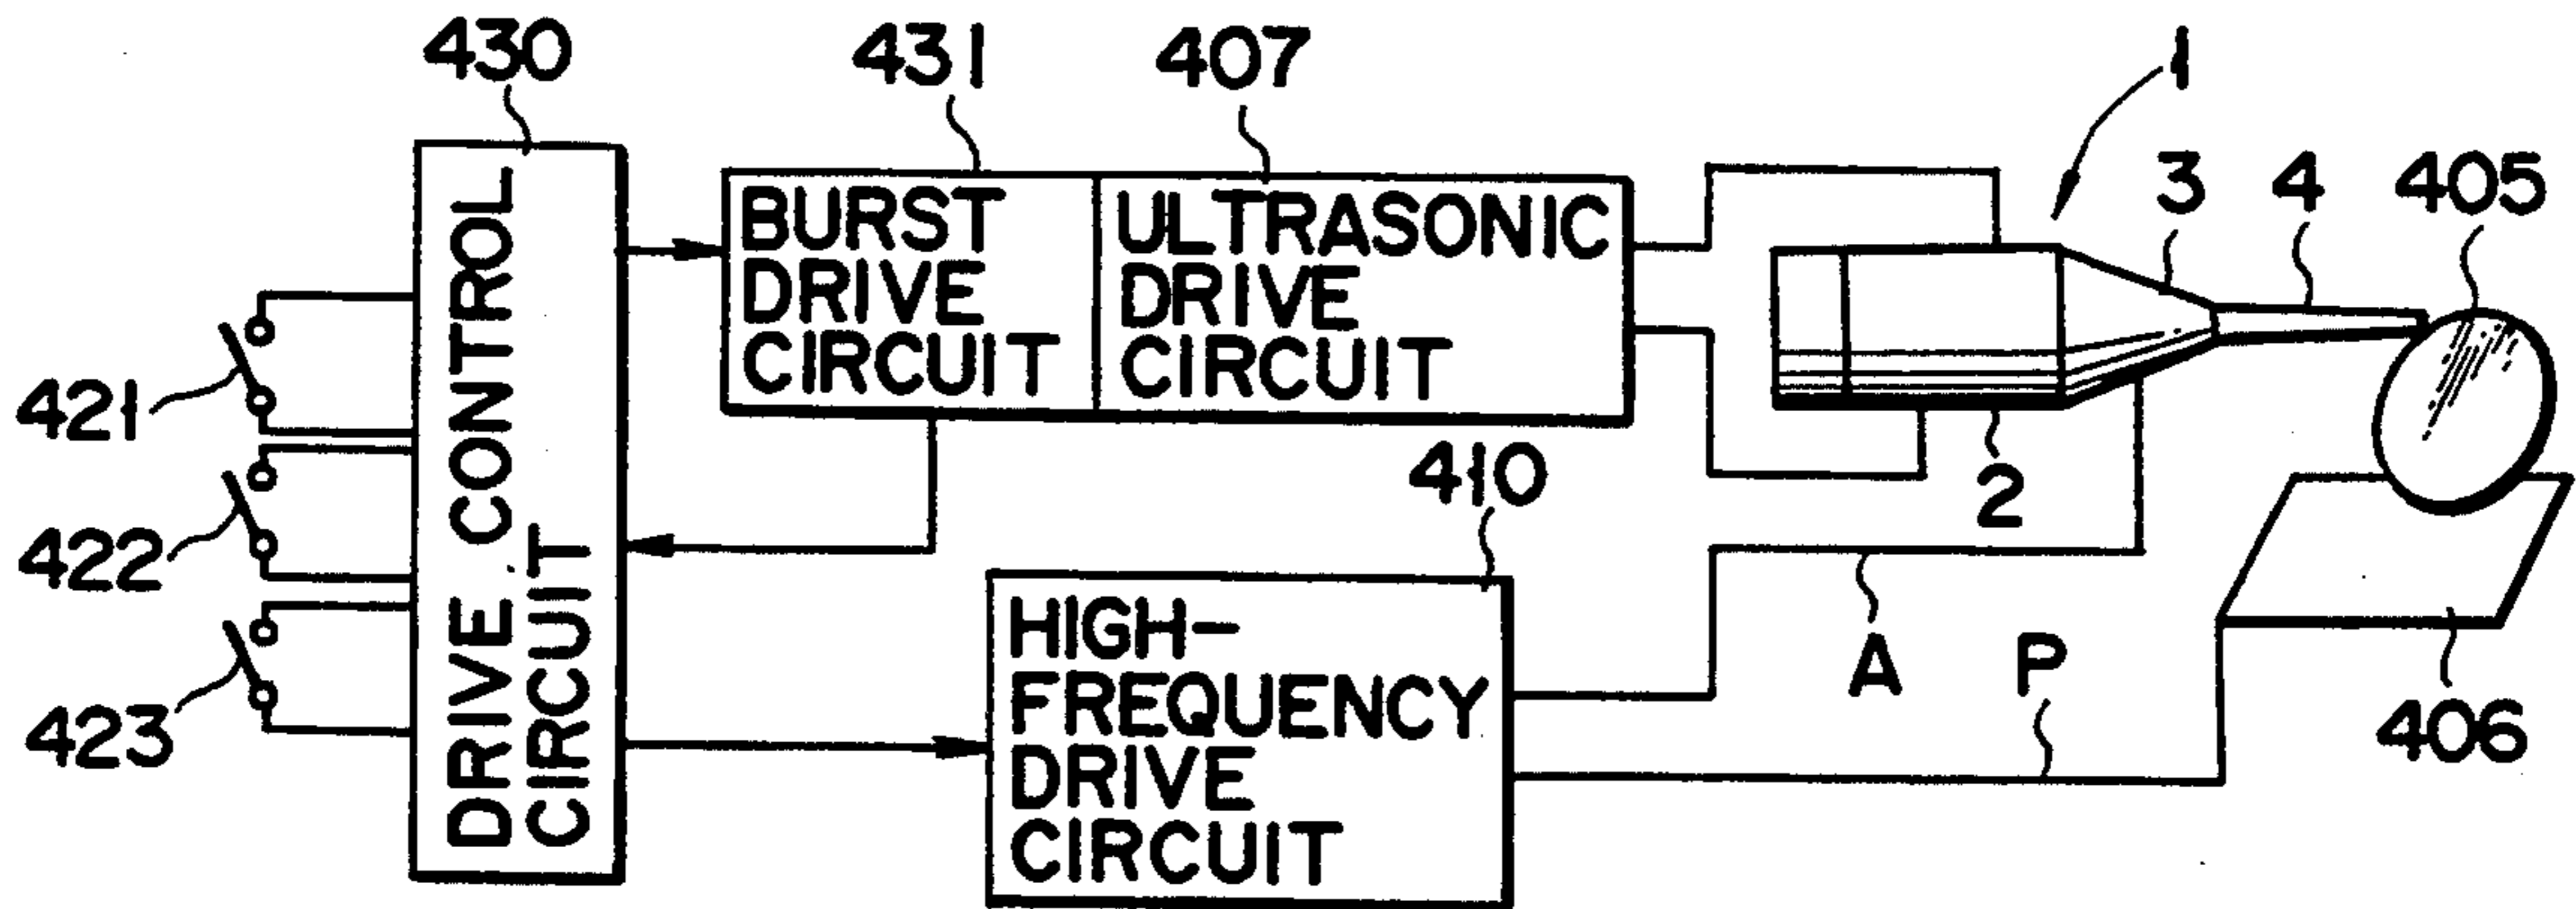 430
431
407
1
3
4
405
DRIVE CONTROL
CIRCUIT
BURST
DRIVE
CIRCUIT
ULTRASONIC
DRIVE
CIRCUIT
421
422
423
2
410
HIGH-
FREQUENCY
DRIVE
CIRCUIT
A
P
406